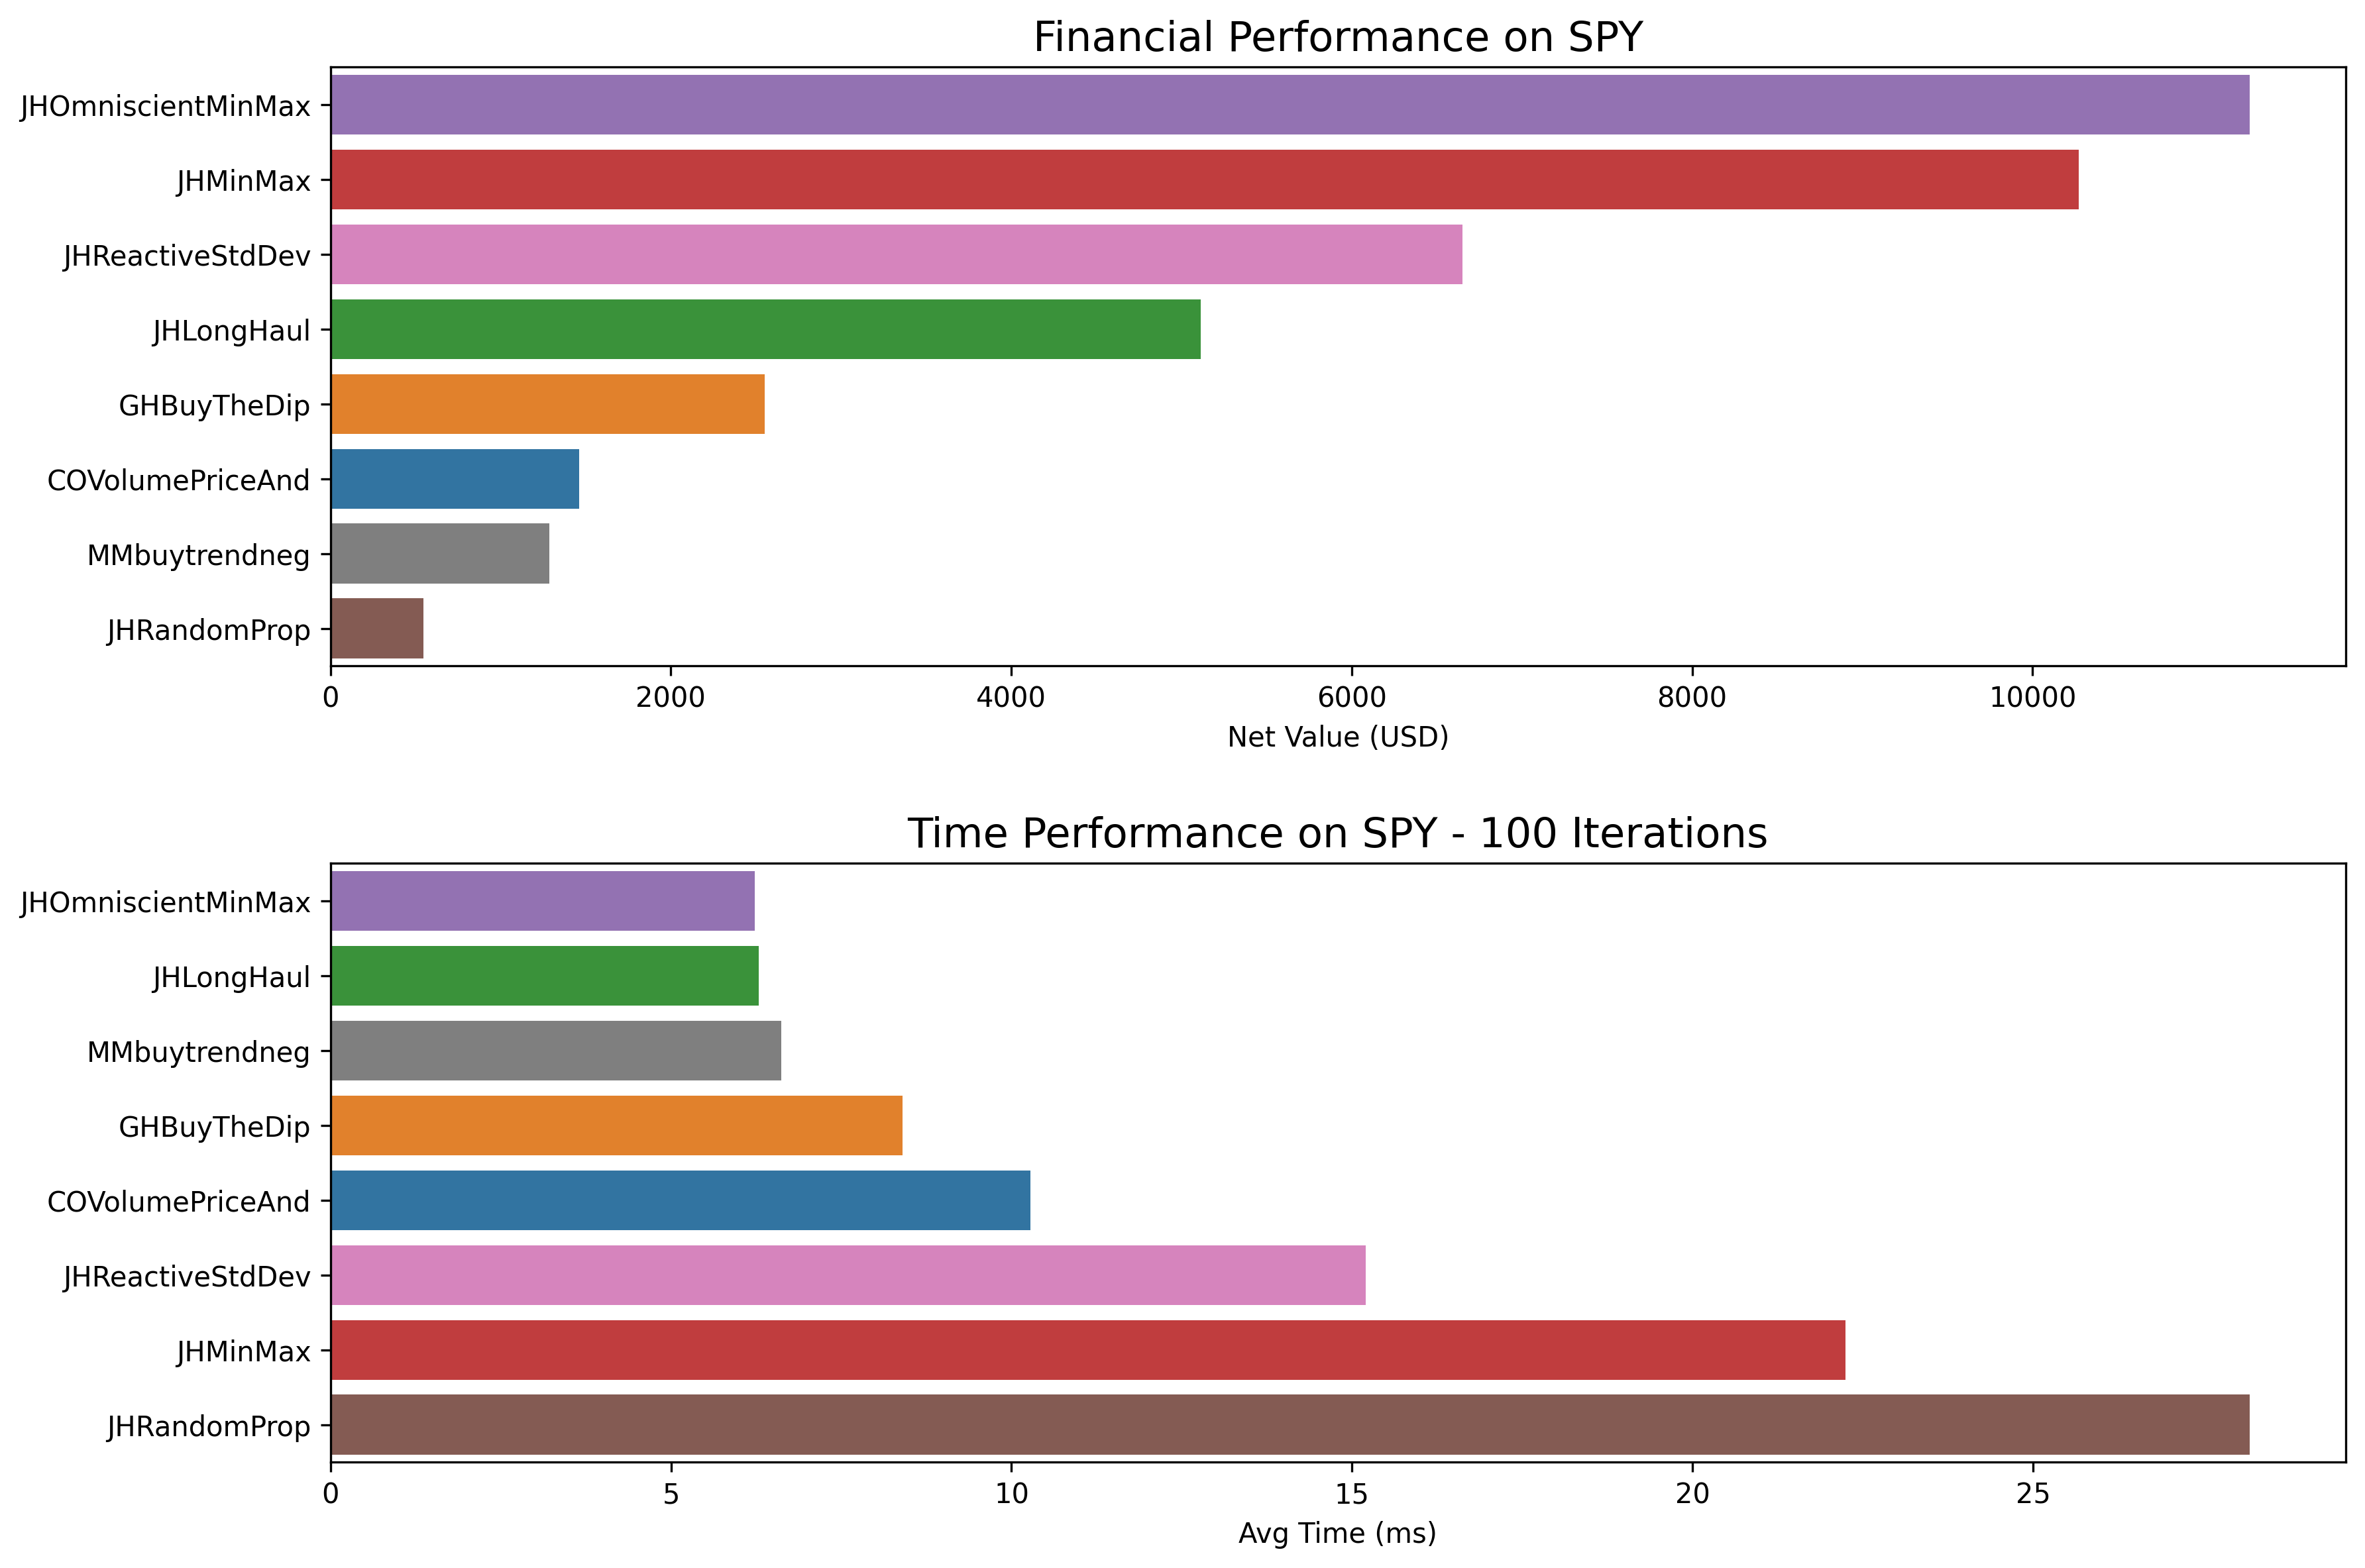 Financial Performance on SPY
JHOmniscientMinMax
JHMinMax
JHReactiveStdDev
JHLongHaul
GHBuyTheDip
COVolumePriceAnd
MMbuytrendneg
JHRandomProp
0 2000 4000 6000 8000 10000
Net Value (USD)
Time Performance on SPY - 100 Iterations
JHOmniscientMinMax
JHLongHaul
MMbuytrendneg
GHBuyTheDip
COVolumePriceAnd
JHReactiveStdDev
JHMinMax
JHRandomProp
0 5 10 15 20 25
Avg Time (ms)